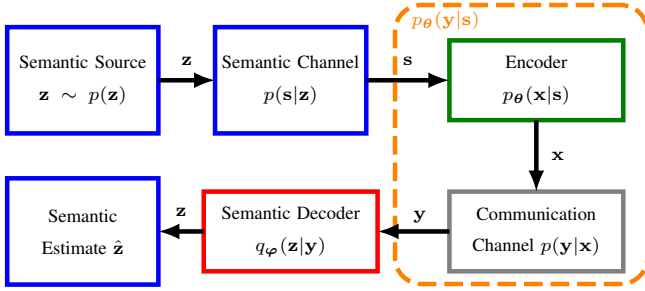 p_θ(y|s)
Semantic Source
z ∼ p(z)
z
Semantic Channel
p(s|z)
s
Encoder
p_θ(x|s)
x
Semantic
Estimate ẑ
z
Semantic Decoder
q_φ(z|y)
y
Communication
Channel p(y|x)